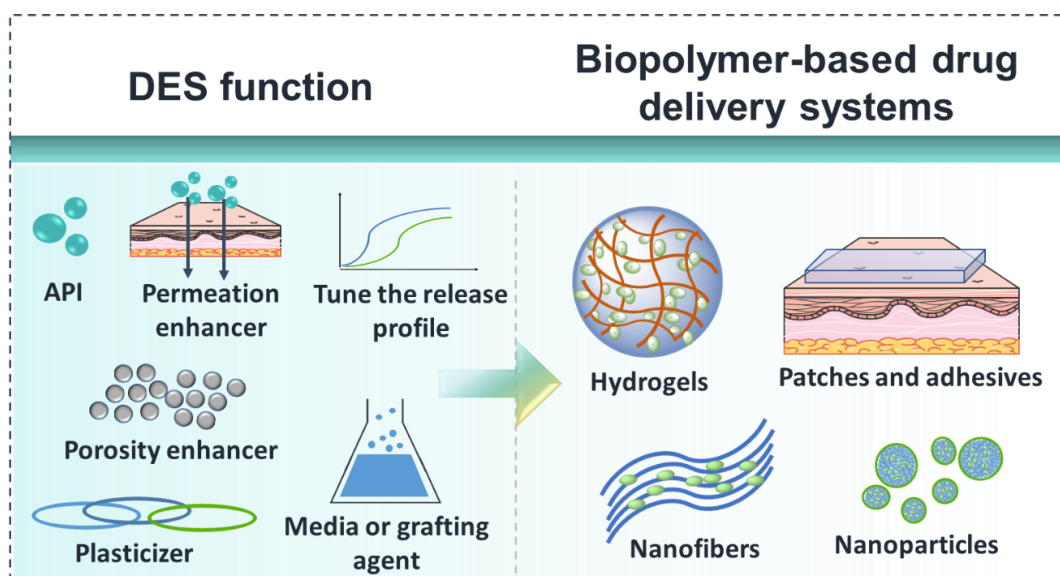 DES function
Biopolymer-based drug
delivery systems
API
Permeation
enhancer
Tune the release
profile
Porosity enhancer
Plasticizer
Media or grafting
agent
Hydrogels
Patches and adhesives
Nanofibers
Nanoparticles